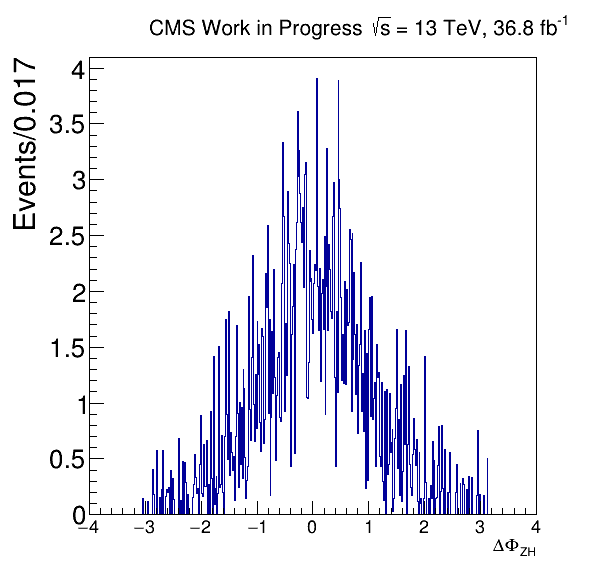 CMS Work in Progress √s = 13 TeV, 36.8 fb⁻¹
Events/0.017
4
3.5
3
2.5
2
1.5
1
0.5
0
−4 −3 −2 −1 0 1 2 3 4
ΔΦ_ZH